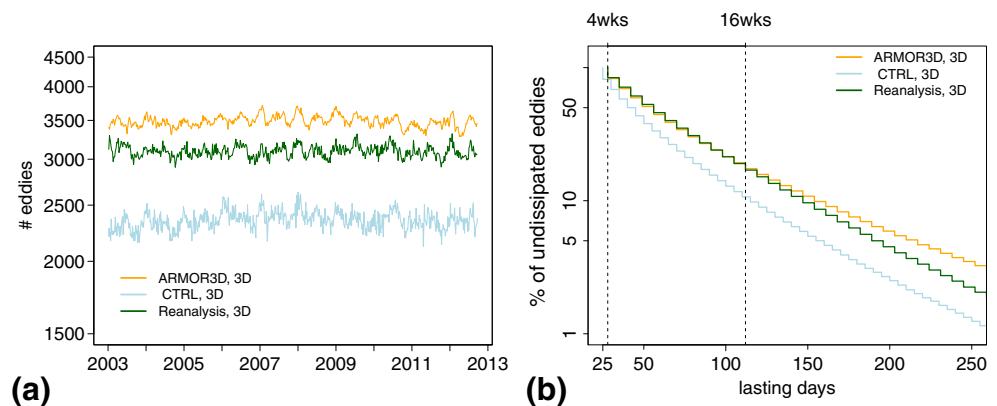 4500
4000
3500
3000
2500
2000
1500
# eddies
ARMOR3D, 3D
CTRL, 3D
Reanalysis, 3D
2003
2005
2007
2009
2011
2013
(a)
4wks
16wks
ARMOR3D, 3D
CTRL, 3D
Reanalysis, 3D
50
10
5
1
% of undissipated eddies
25
50
100
150
200
250
lasting days
(b)